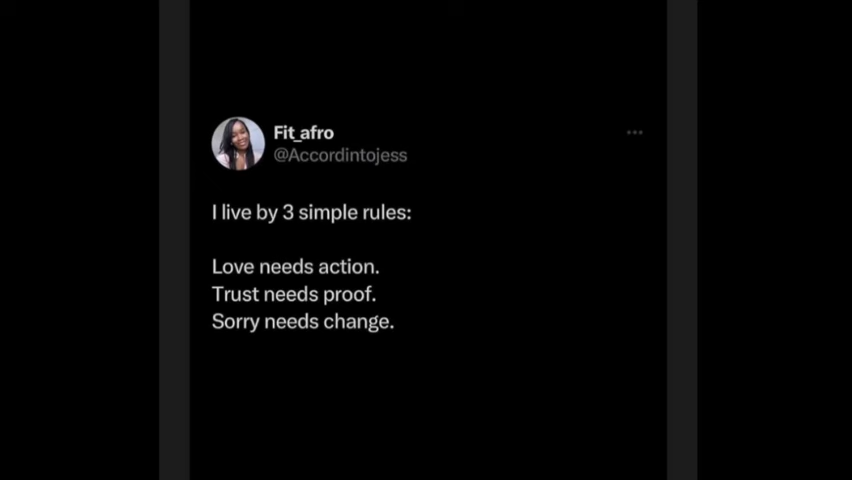 Fit_afro
@Accordintojess
I live by 3 simple rules:
Love needs action.
Trust needs proof.
Sorry needs change.